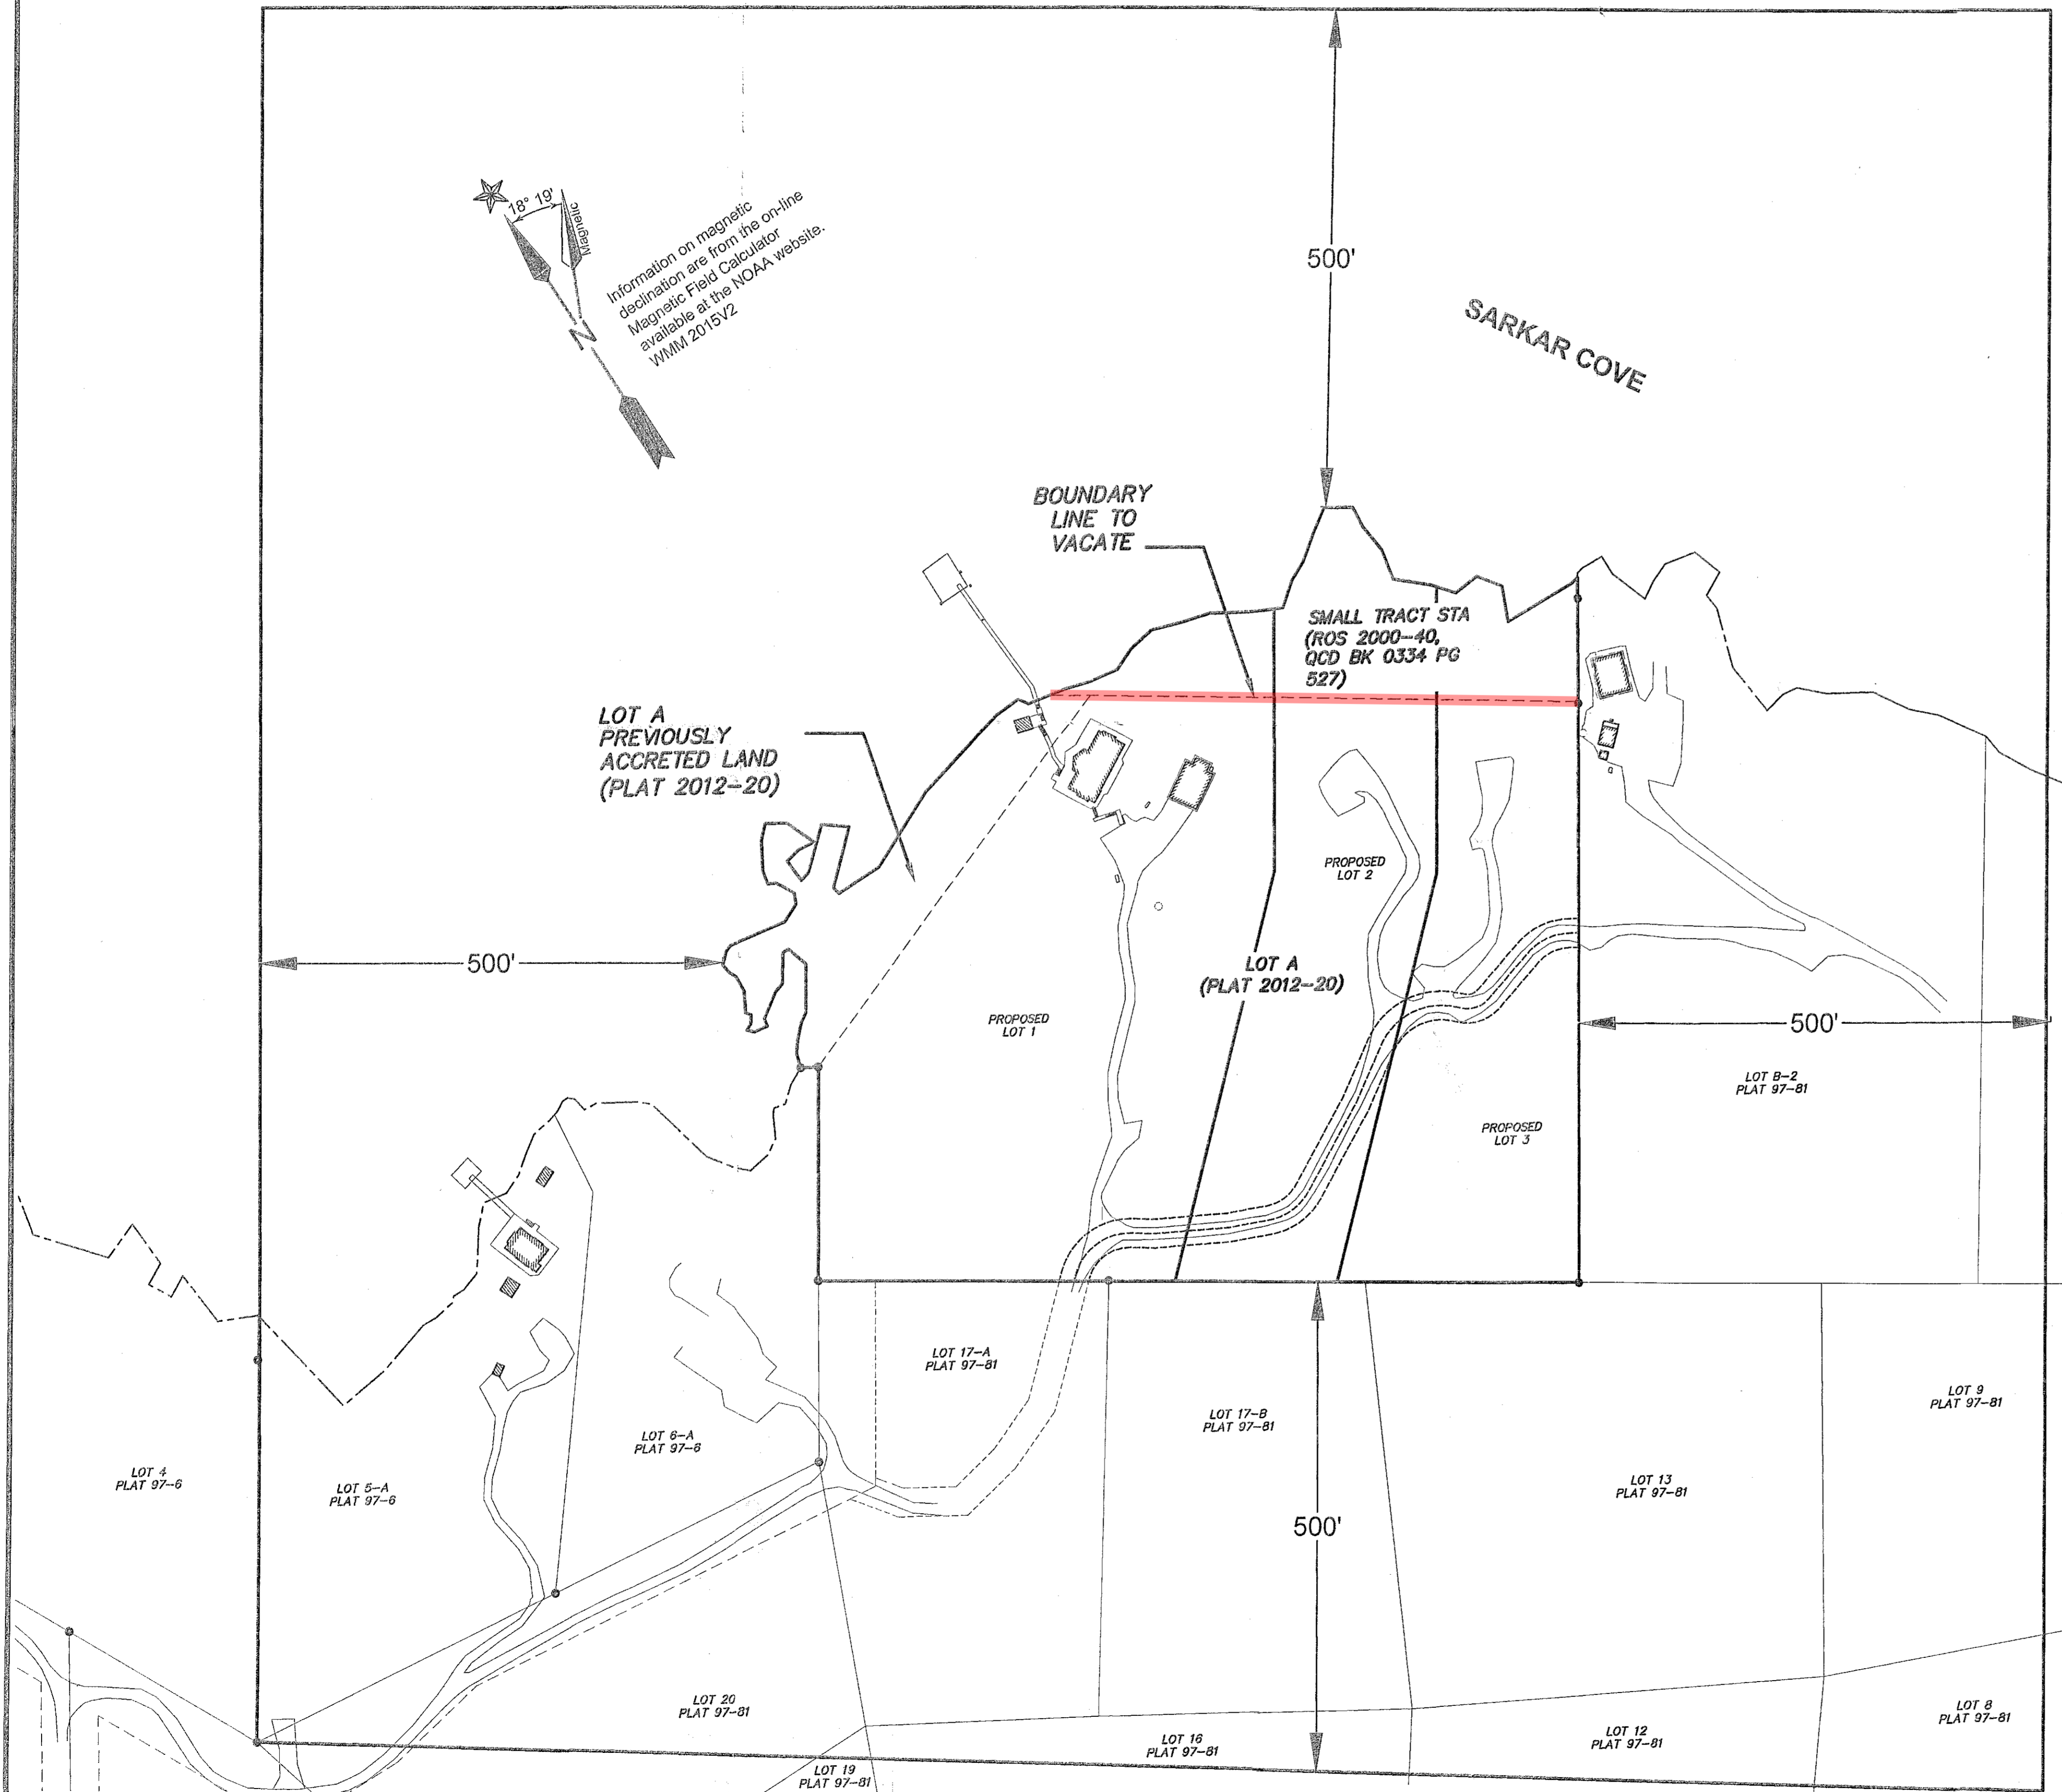 18° 19'
Magnetic
N
Information on magnetic
declination are from the on-line
Magnetic Field Calculator
available at the NOAA website.
WMM 2015V2
500'
SARKAR COVE
BOUNDARY
LINE TO
VACATE
SMALL TRACT STA
(ROS 2000-40,
QCD BK 0334 PG
527)
LOT A
PREVIOUSLY
ACCRETED LAND
(PLAT 2012-20)
PROPOSED
LOT 2
500'
LOT A
(PLAT 2012-20)
PROPOSED
LOT 1
500'
LOT B-2
PLAT 97-81
PROPOSED
LOT 3
LOT 17-A
PLAT 97-81
LOT 9
PLAT 97-81
LOT 17-B
PLAT 97-81
LOT 6-A
PLAT 97-6
LOT 4
PLAT 97-6
LOT 5-A
PLAT 97-6
LOT 13
PLAT 97-81
500'
LOT 20
PLAT 97-81
LOT 8
PLAT 97-81
LOT 16
PLAT 97-81
LOT 12
PLAT 97-81
LOT 19
PLAT 97-81